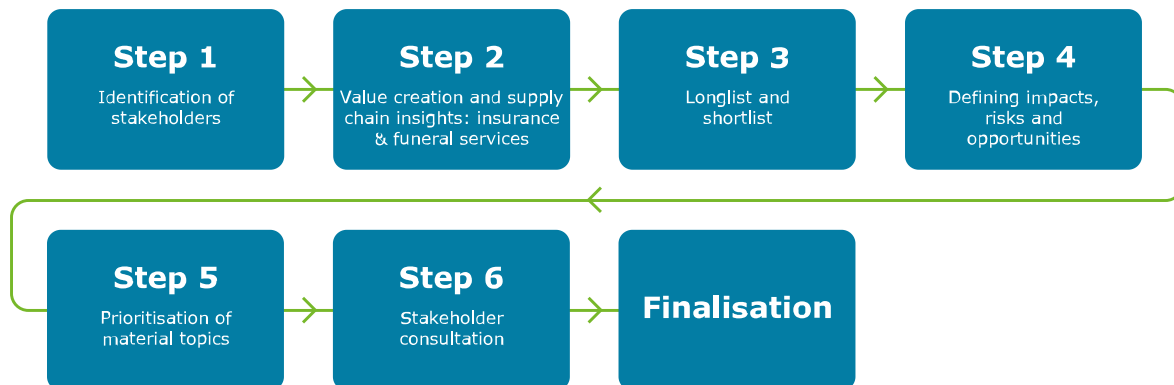 Step 1
Identification of
stakeholders
Step 2
Value creation and supply
chain insights: insurance
& funeral services
Step 3
Longlist and
shortlist
Step 4
Defining impacts,
risks and
opportunities
Step 5
Prioritisation of
material topics
Step 6
Stakeholder
consultation
Finalisation